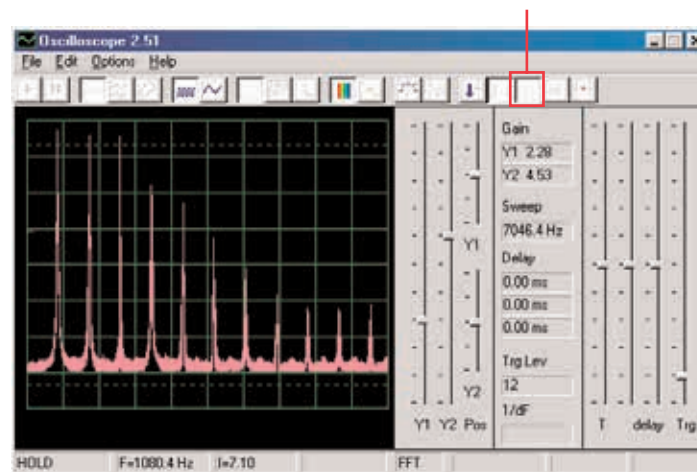 Oscilloscope 2.51
File Edit Options Help
Gain
Y1 2.28
Y2 4.53
Sweep
7046.4 Hz
Delay
0.00 ms
0.00 ms
0.00 ms
Trg Lev
12
1/dF
Y1
Y2
Y1 Y2 Pos
T delay Trg
HOLD F=1080.4 Hz I=7.10 FFT